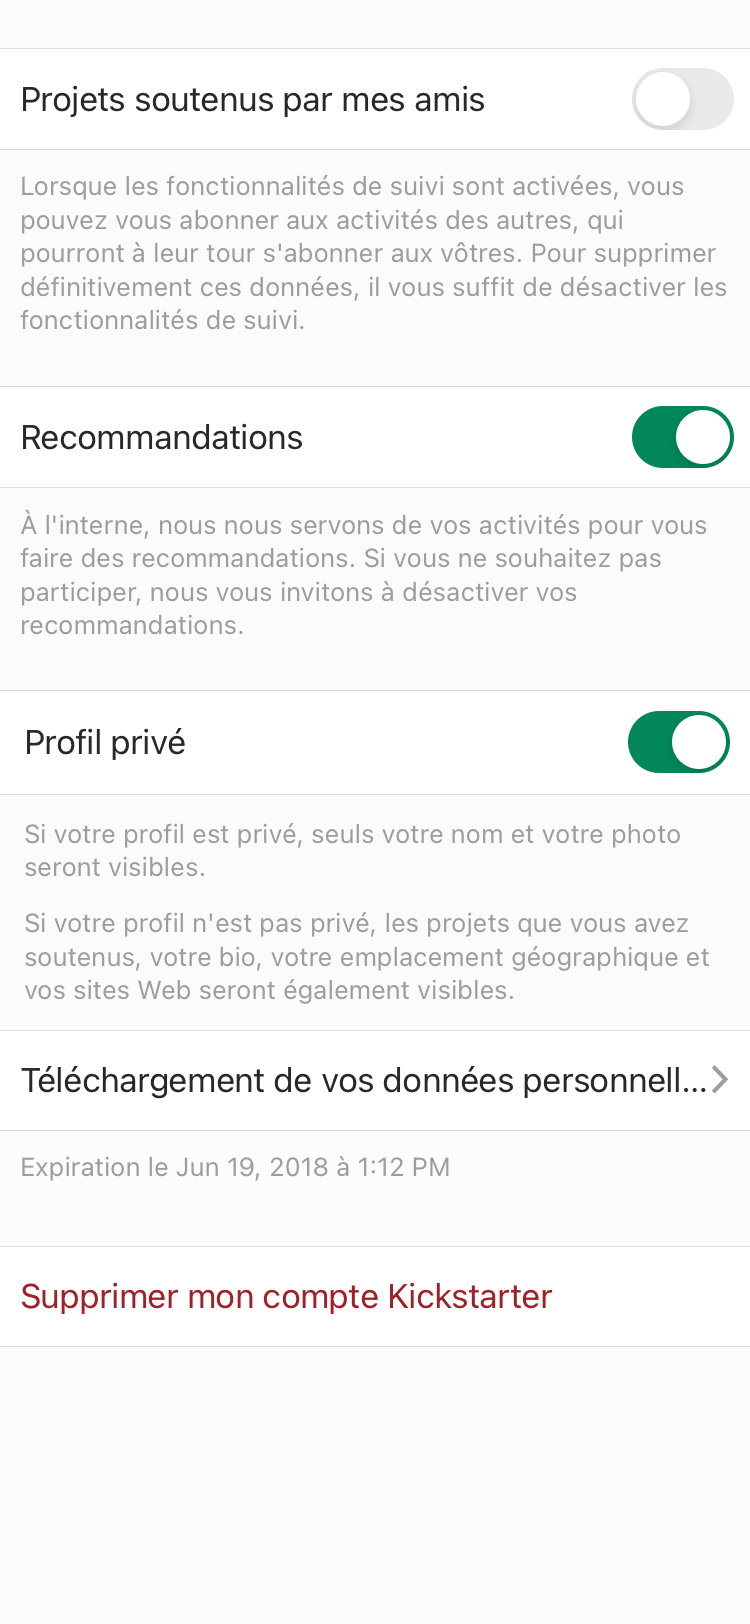 Projets soutenus par mes amis
Lorsque les fonctionnalités de suivi sont activées, vous
pouvez vous abonner aux activités des autres, qui
pourront à leur tour s'abonner aux vôtres. Pour supprimer
définitivement ces données, il vous suffit de désactiver les
fonctionnalités de suivi.
Recommandations
À l'interne, nous nous servons de vos activités pour vous
faire des recommandations. Si vous ne souhaitez pas
participer, nous vous invitons à désactiver vos
recommandations.
Profil privé
Si votre profil est privé, seuls votre nom et votre photo
seront visibles.
Si votre profil n'est pas privé, les projets que vous avez
soutenus, votre bio, votre emplacement géographique et
vos sites Web seront également visibles.
Téléchargement de vos données personnell...
Expiration le Jun 19, 2018 à 1:12 PM
Supprimer mon compte Kickstarter